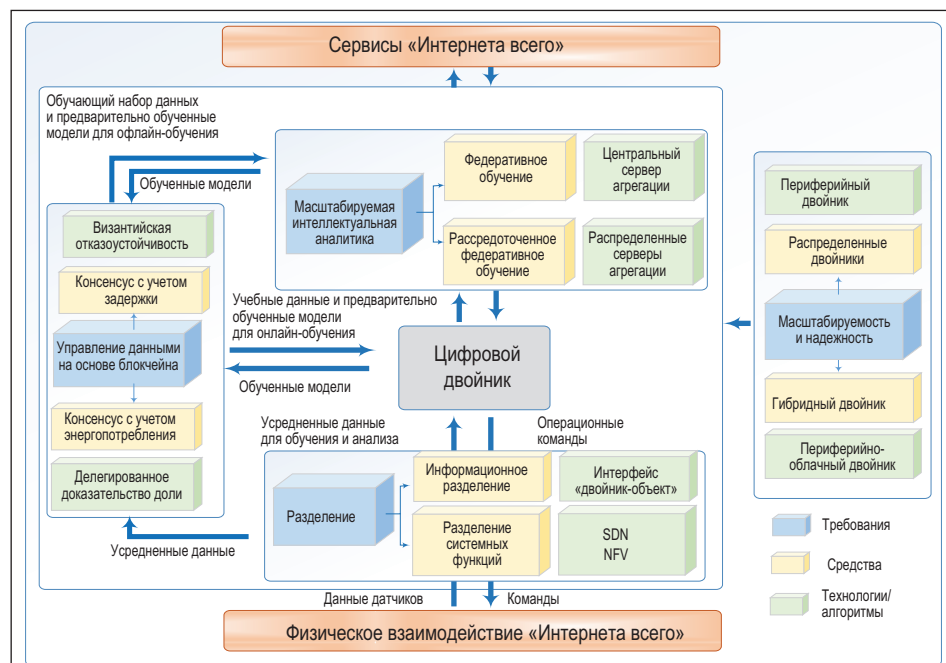 Сервисы «Интернета всего»
Обучающий набор данных
и предварительно обученные
модели для офлайн-обучения
Обученные модели
Византийская
отказоустойчивость
Консенсус с учетом
задержки
Управление данными
на основе блокчейна
Консенсус с учетом
энергопотребления
Делегированное
доказательство доли
Усредненные данные
Масштабируемая
интеллектуальная
аналитика
Федеративное
обучение
Рассредоточенное
федеративное
обучение
Центральный
сервер
агрегации
Распределенные
серверы
агрегации
Учебные данные и предварительно
обученные модели
для онлайн-обучения
Обученные модели
Цифровой
двойник
Усредненные данные
для обучения и анализа
Операционные
команды
Разделение
Информационное
разделение
Разделение
системных
функций
Интерфейс
«двойник-объект»
SDN
NFV
Данные датчиков
Команды
Физическое взаимодействие «Интернета всего»
Периферийный
двойник
Распределенные
двойники
Масштабируемость
и надежность
Гибридный двойник
Периферийно-
облачный двойник
Требования
Средства
Технологии/
алгоритмы